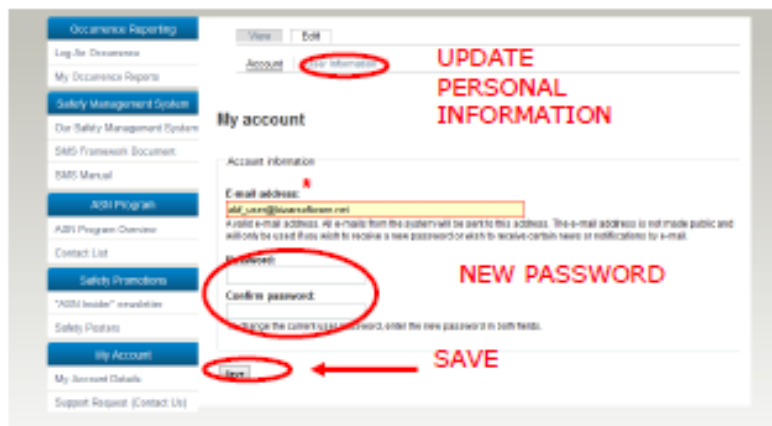 Occurrence Reporting
Log An Occurrence
My Occurrence Reports
Safety Management System
Our Safety Management System
SMS Framework Document
SMS Manual
ASN Program
ASN Program Overview
Contact List
Safety Promotions
"ASN Insider" newsletter
Safety Posters
My Account
My Account Details
Support Request (Contact Us)
View Edit
Account User Information
UPDATE
PERSONAL
INFORMATION
My account
Account information
E-mail address: *
A valid e-mail address. All e-mails from the system will be sent to this address. The e-mail address is not made public and
will only be used if you wish to receive a new password or wish to receive certain news or notifications by e-mail.
Password:
NEW PASSWORD
Confirm password:
To change the current user password, enter the new password in both fields.
SAVE
Save